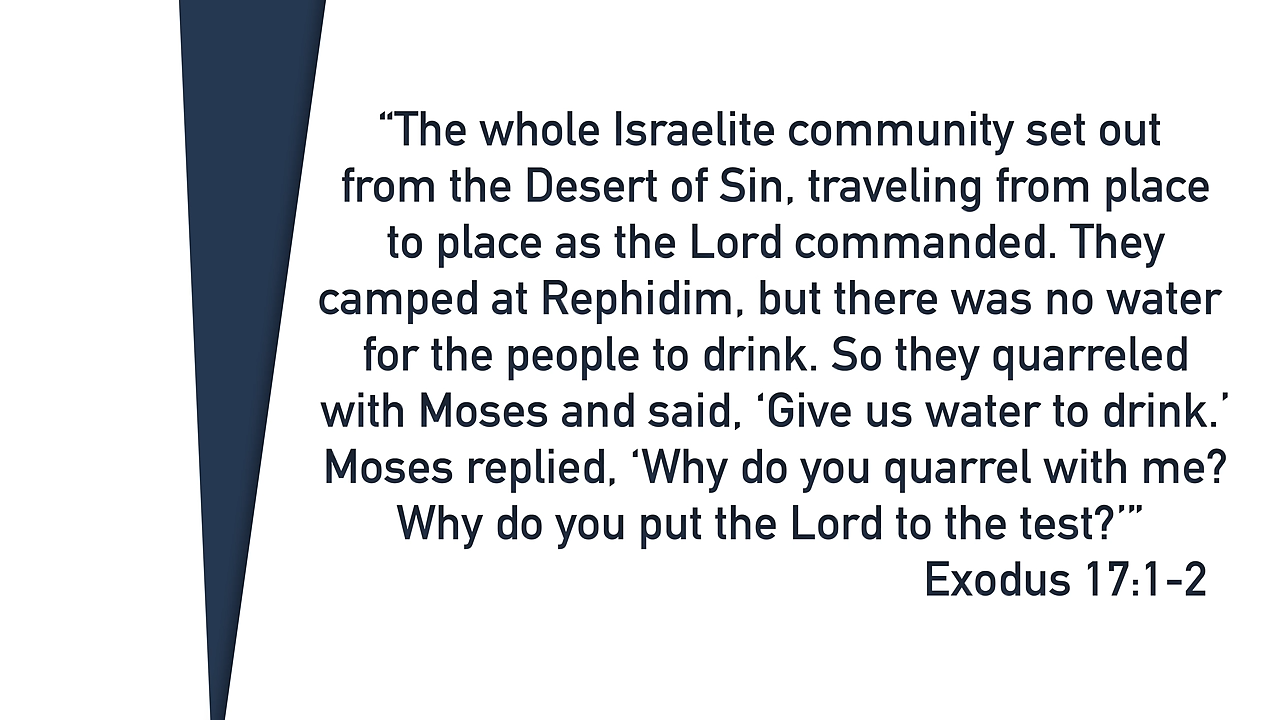 “The whole Israelite community set out
from the Desert of Sin, traveling from place
to place as the Lord commanded. They
camped at Rephidim, but there was no water
for the people to drink. So they quarreled
with Moses and said, ‘Give us water to drink.’
Moses replied, ‘Why do you quarrel with me?
Why do you put the Lord to the test?’”
Exodus 17:1-2